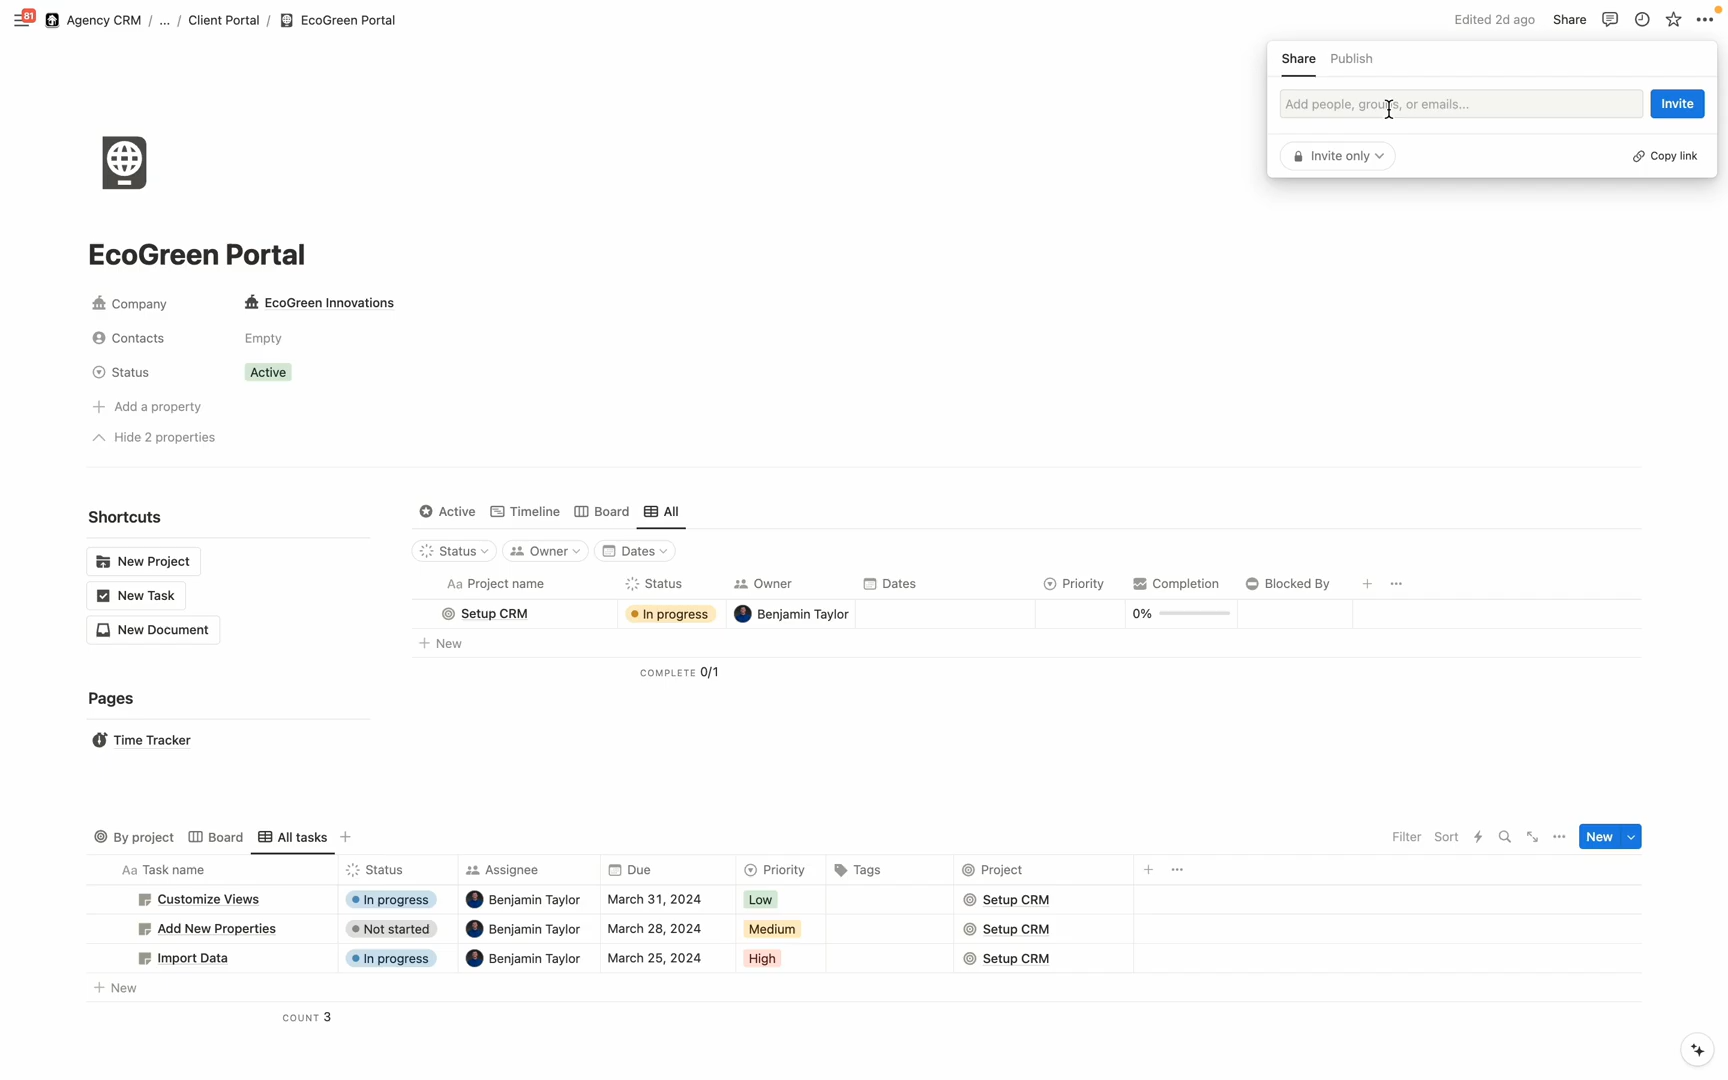 81 Agency CRM / ... / Client Portal / EcoGreen Portal
Edited 2d ago Share
Share Publish
Add people, groups, or emails... Invite
Invite only Copy link
EcoGreen Portal
Company EcoGreen Innovations
Contacts Empty
Status Active
Add a property
Hide 2 properties
Shortcuts
New Project
New Task
New Document
Pages
Time Tracker
Active Timeline Board All
Status Owner Dates
Aa Project name Status Owner Dates Priority Completion Blocked By
Setup CRM In progress Benjamin Taylor 0%
New
COMPLETE 0/1
By project Board All tasks
Filter Sort New
Aa Task name Status Assignee Due Priority Tags Project
Customize Views In progress Benjamin Taylor March 31, 2024 Low Setup CRM
Add New Properties Not started Benjamin Taylor March 28, 2024 Medium Setup CRM
Import Data In progress Benjamin Taylor March 25, 2024 High Setup CRM
New
COUNT 3